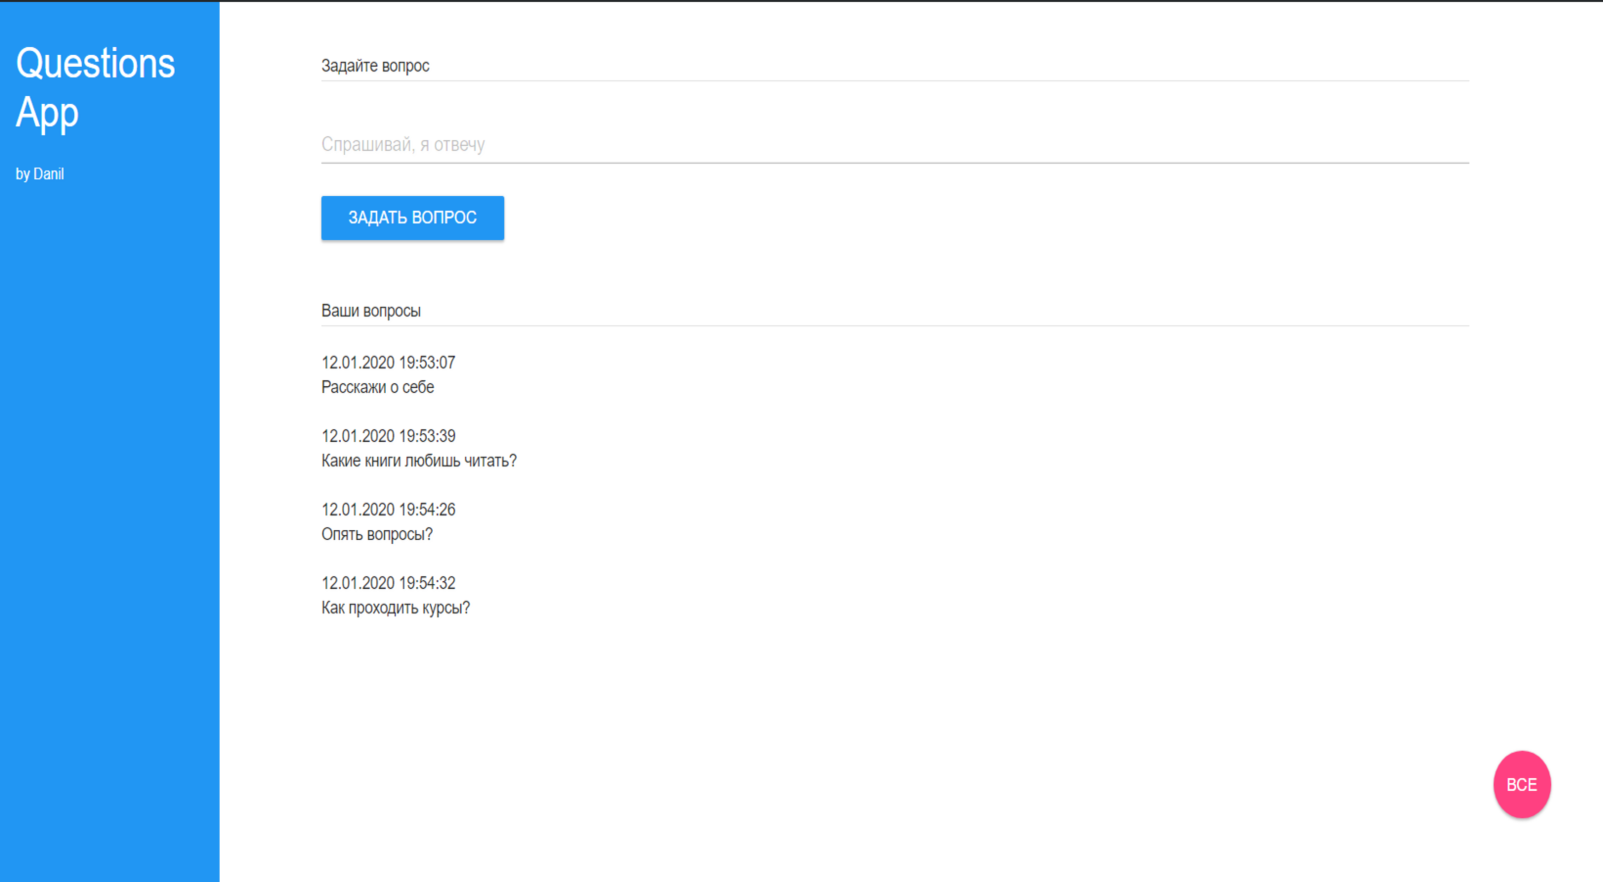 Questions
App
by Danil
Задайте вопрос
Спрашивай, я отвечу
ЗАДАТЬ ВОПРОС
Ваши вопросы
12.01.2020 19:53:07
Расскажи о себе
12.01.2020 19:53:39
Какие книги любишь читать?
12.01.2020 19:54:26
Опять вопросы?
12.01.2020 19:54:32
Как проходить курсы?
ВСЕ